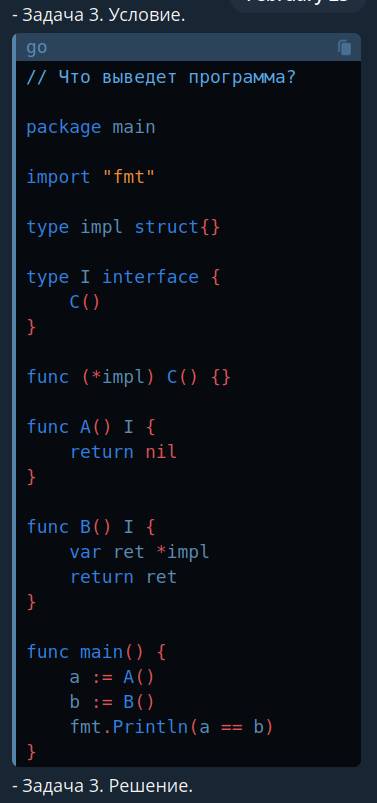 - Задача 3. Условие.
go
// Что выведет программа?
package main
import "fmt"
type impl struct{}
type I interface {
    C()
}
func (*impl) C() {}
func A() I {
    return nil
}
func B() I {
    var ret *impl
    return ret
}
func main() {
    a := A()
    b := B()
    fmt.Println(a == b)
}
- Задача 3. Решение.